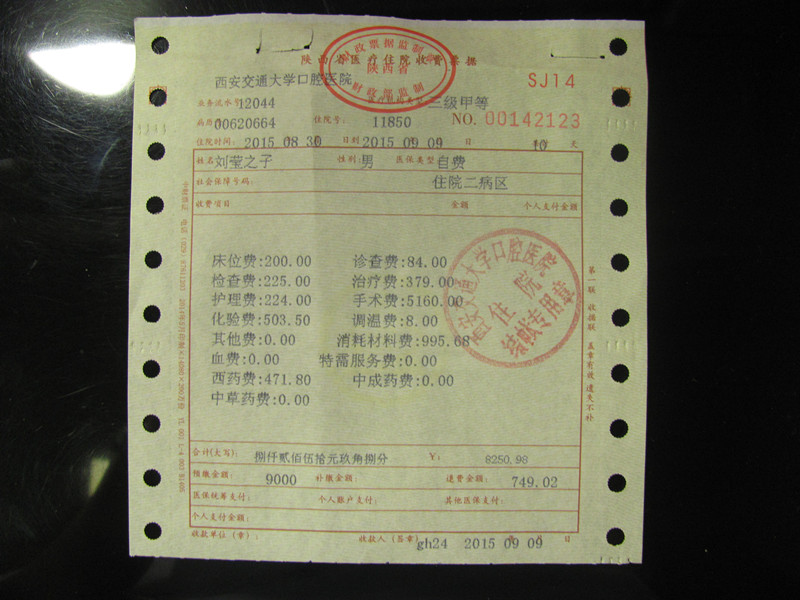 陕西省医疗住院收费票据
财政票据监制章
陕西省
财政部监制
西安交通大学口腔医院
SJ14
业务流水号:12044
三级甲等
病案号:00620664 住院号: 11850 NO. 00142123
住院时间: 2015 08 30 日到 2015 09 09 日 10 天
姓名 刘莹之子 性别:男 医保类型 自费
社会保障号码: 住院二病区
收费项目 金额 个人支付金额
床位费:200.00 诊查费:84.00
检查费:225.00 治疗费:379.00
护理费:224.00 手术费:5160.00
化验费:503.50 调温费:8.00
其他费:0.00 消耗材料费:995.68
血费:0.00 特需服务费:0.00
西药费:471.80 中成药费:0.00
中草药费:0.00
西安交通大学口腔医院
住院
结帐专用章
第一联 收据联 盖章有效 遗失不补
合计(大写): 捌仟贰佰伍拾元玖角捌分 Y: 8250.98
预缴金额: 9000 补缴金额: 退费金额: 749.02
医保统筹支付: 个人账户支付: 其他医保支付:
个人支付金额:
收款单位(章): 收款人(签章) gh24 2015 09 09 日